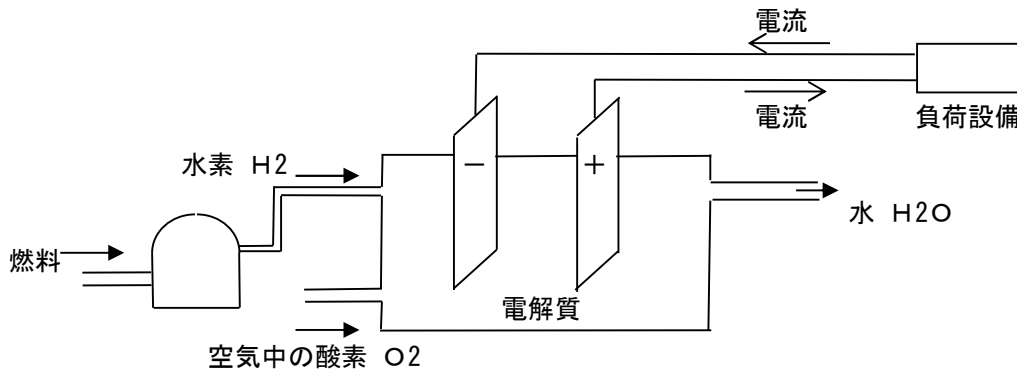 電流
電流
負荷設備
水素 H2
－
＋
水 H2O
燃料
電解質
空気中の酸素 O2